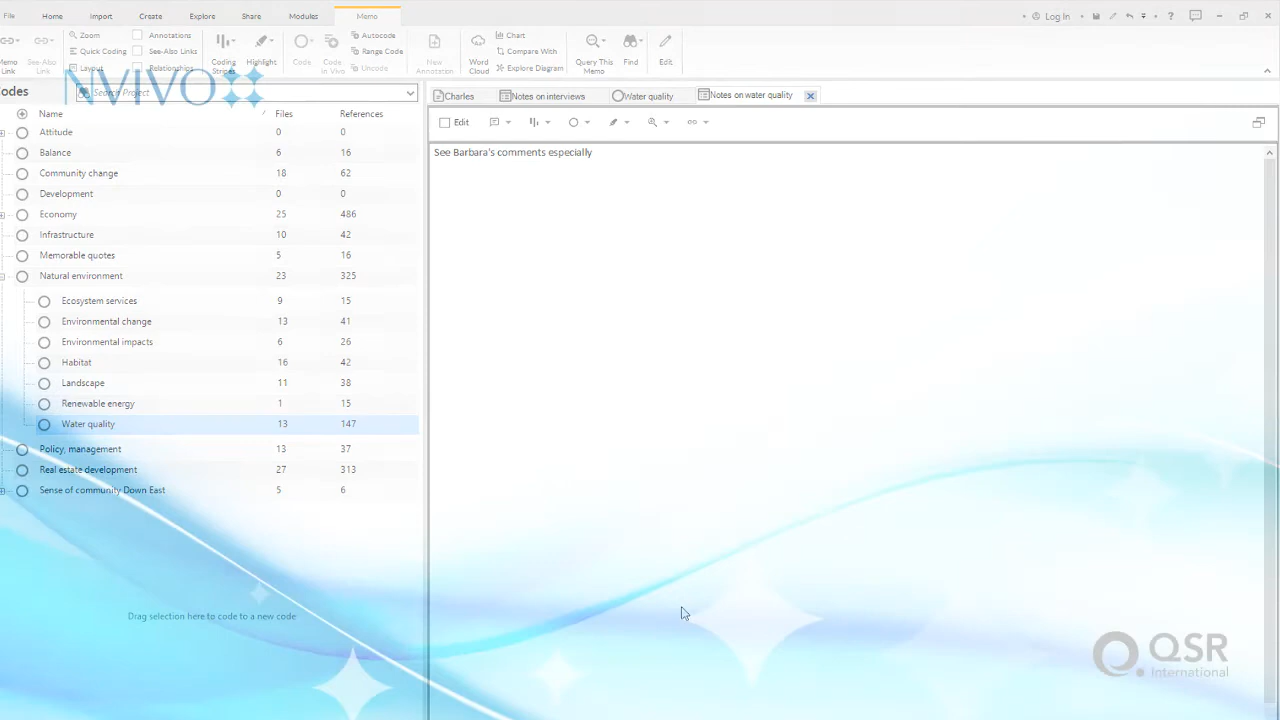 File Home Import Create Explore Share Modules Memo Log In ?
Zoom Annotations Autocode Chart
Quick Coding See-Also Links Range Code Compare With
Layout Relationships Uncode Explore Diagram
Memo Link
See-Also Link
Coding Stripes
Highlight
Code
Code In Vivo
New Annotation
Word Cloud
Query This Memo
Find
Edit
NVIVO
Codes
Search Project
Charles Notes on interviews Water quality Notes on water quality
Edit
See Barbara's comments especially
Name Files References
Attitude 0 0
Balance 6 16
Community change 18 62
Development 0 0
Economy 25 486
Infrastructure 10 42
Memorable quotes 5 16
Natural environment 23 325
Ecosystem services 9 15
Environmental change 13 41
Environmental impacts 6 26
Habitat 16 42
Landscape 11 38
Renewable energy 1 15
Water quality 13 147
Policy, management 13 37
Real estate development 27 313
Sense of community Down East 5 6
Drag selection here to code to a new code
QSR
International